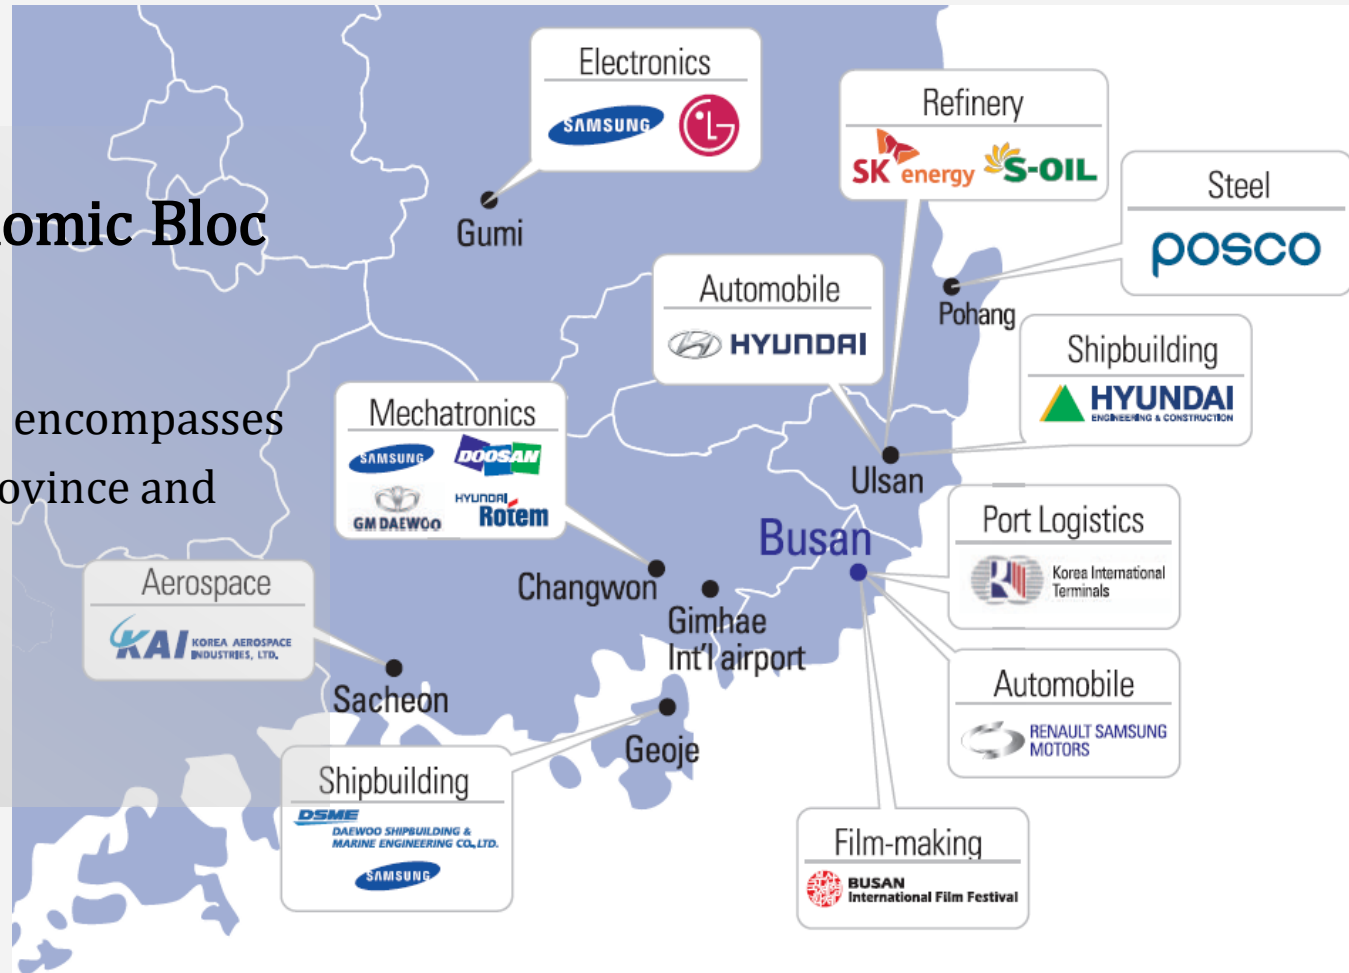 Electronics
SAMSUNG
LG
Gumi
Refinery
SK energy
S-OIL
Steel
posco
Pohang
omic Bloc
Automobile
HYUNDAI
Shipbuilding
HYUNDAI
ENGINEERING & CONSTRUCTION
Ulsan
encompasses
ovince and
Mechatronics
SAMSUNG
DOOSAN
GM DAEWOO
HYUNDAI
Rotem
Changwon
Gimhae
Int'l airport
Busan
Port Logistics
Korea International
Terminals
Automobile
RENAULT SAMSUNG
MOTORS
Film-making
BUSAN
International Film Festival
Aerospace
KAI
KOREA AEROSPACE
INDUSTRIES, LTD.
Sacheon
Geoje
Shipbuilding
DSME
DAEWOO SHIPBUILDING &
MARINE ENGINEERING CO., LTD.
SAMSUNG